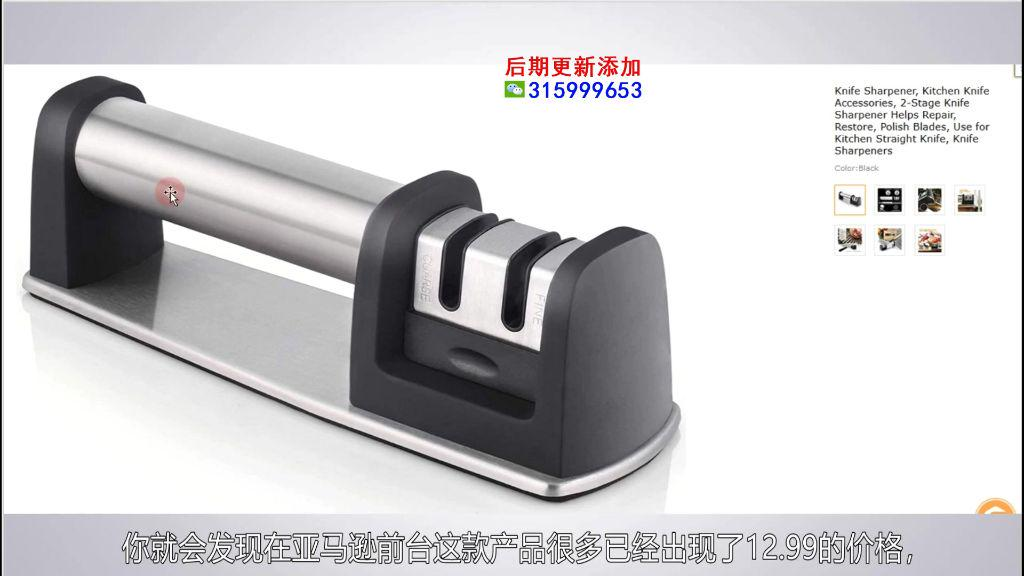 后期更新添加
315999653
Knife Sharpener, Kitchen Knife
Accessories, 2-Stage Knife
Sharpener Helps Repair,
Restore, Polish Blades, Use for
Kitchen Straight Knife, Knife
Sharpeners
Color:Black
COARSE
FINE
你就会发现在亚马逊前台这款产品很多已经出现了12.99的价格，